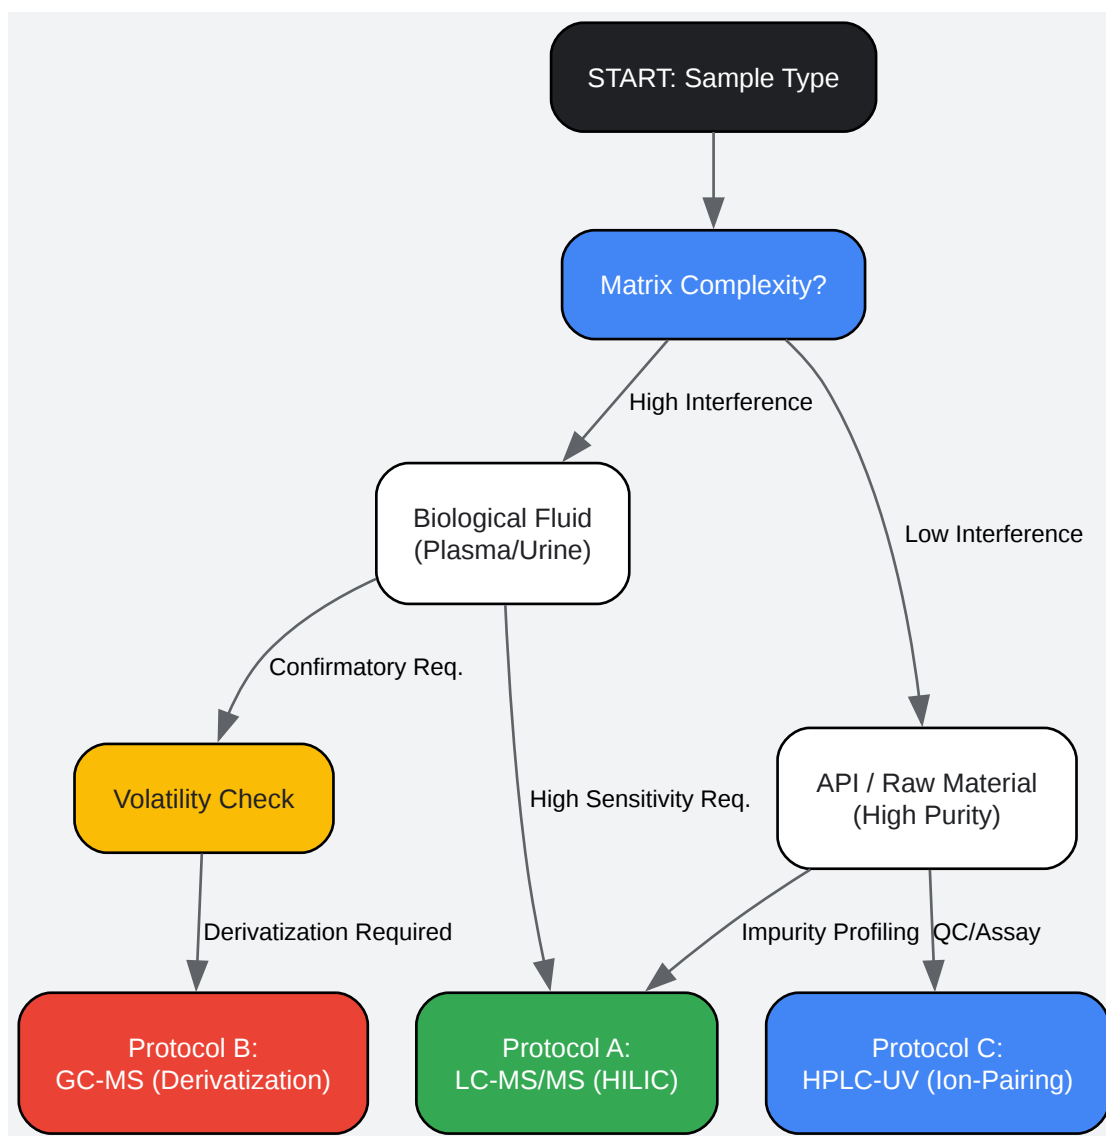 START: Sample Type
Matrix Complexity?
High Interference
Biological Fluid
(Plasma/Urine)
Low Interference
Confirmatory Req.
Volatility Check
High Sensitivity Req.
API / Raw Material
(High Purity)
Derivatization Required
Impurity Profiling
QC/Assay
Protocol B:
GC-MS (Derivatization)
Protocol A:
LC-MS/MS (HILIC)
Protocol C:
HPLC-UV (Ion-Pairing)